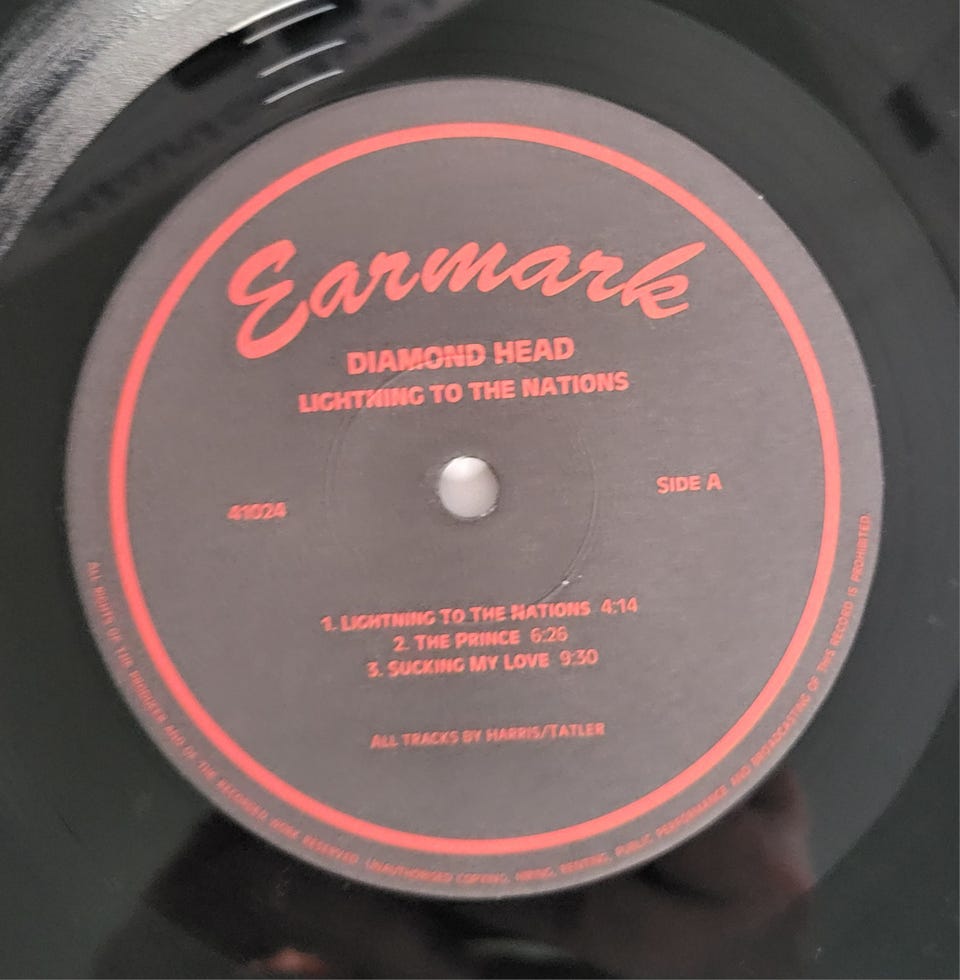 Earmark
DIAMOND HEAD
LIGHTNING TO THE NATIONS
41024
SIDE A
1. LIGHTNING TO THE NATIONS 4:14
2. THE PRINCE 6:26
3. SUCKING MY LOVE 9:30
ALL TRACKS BY HARRIS/TATLER
ALL RIGHTS OF THE PRODUCER AND OF THE RECORDED WORK RESERVED. UNAUTHORISED COPYING, HIRING, RENTING, PUBLIC PERFORMANCE AND BROADCASTING OF THIS RECORD IS PROHIBITED.